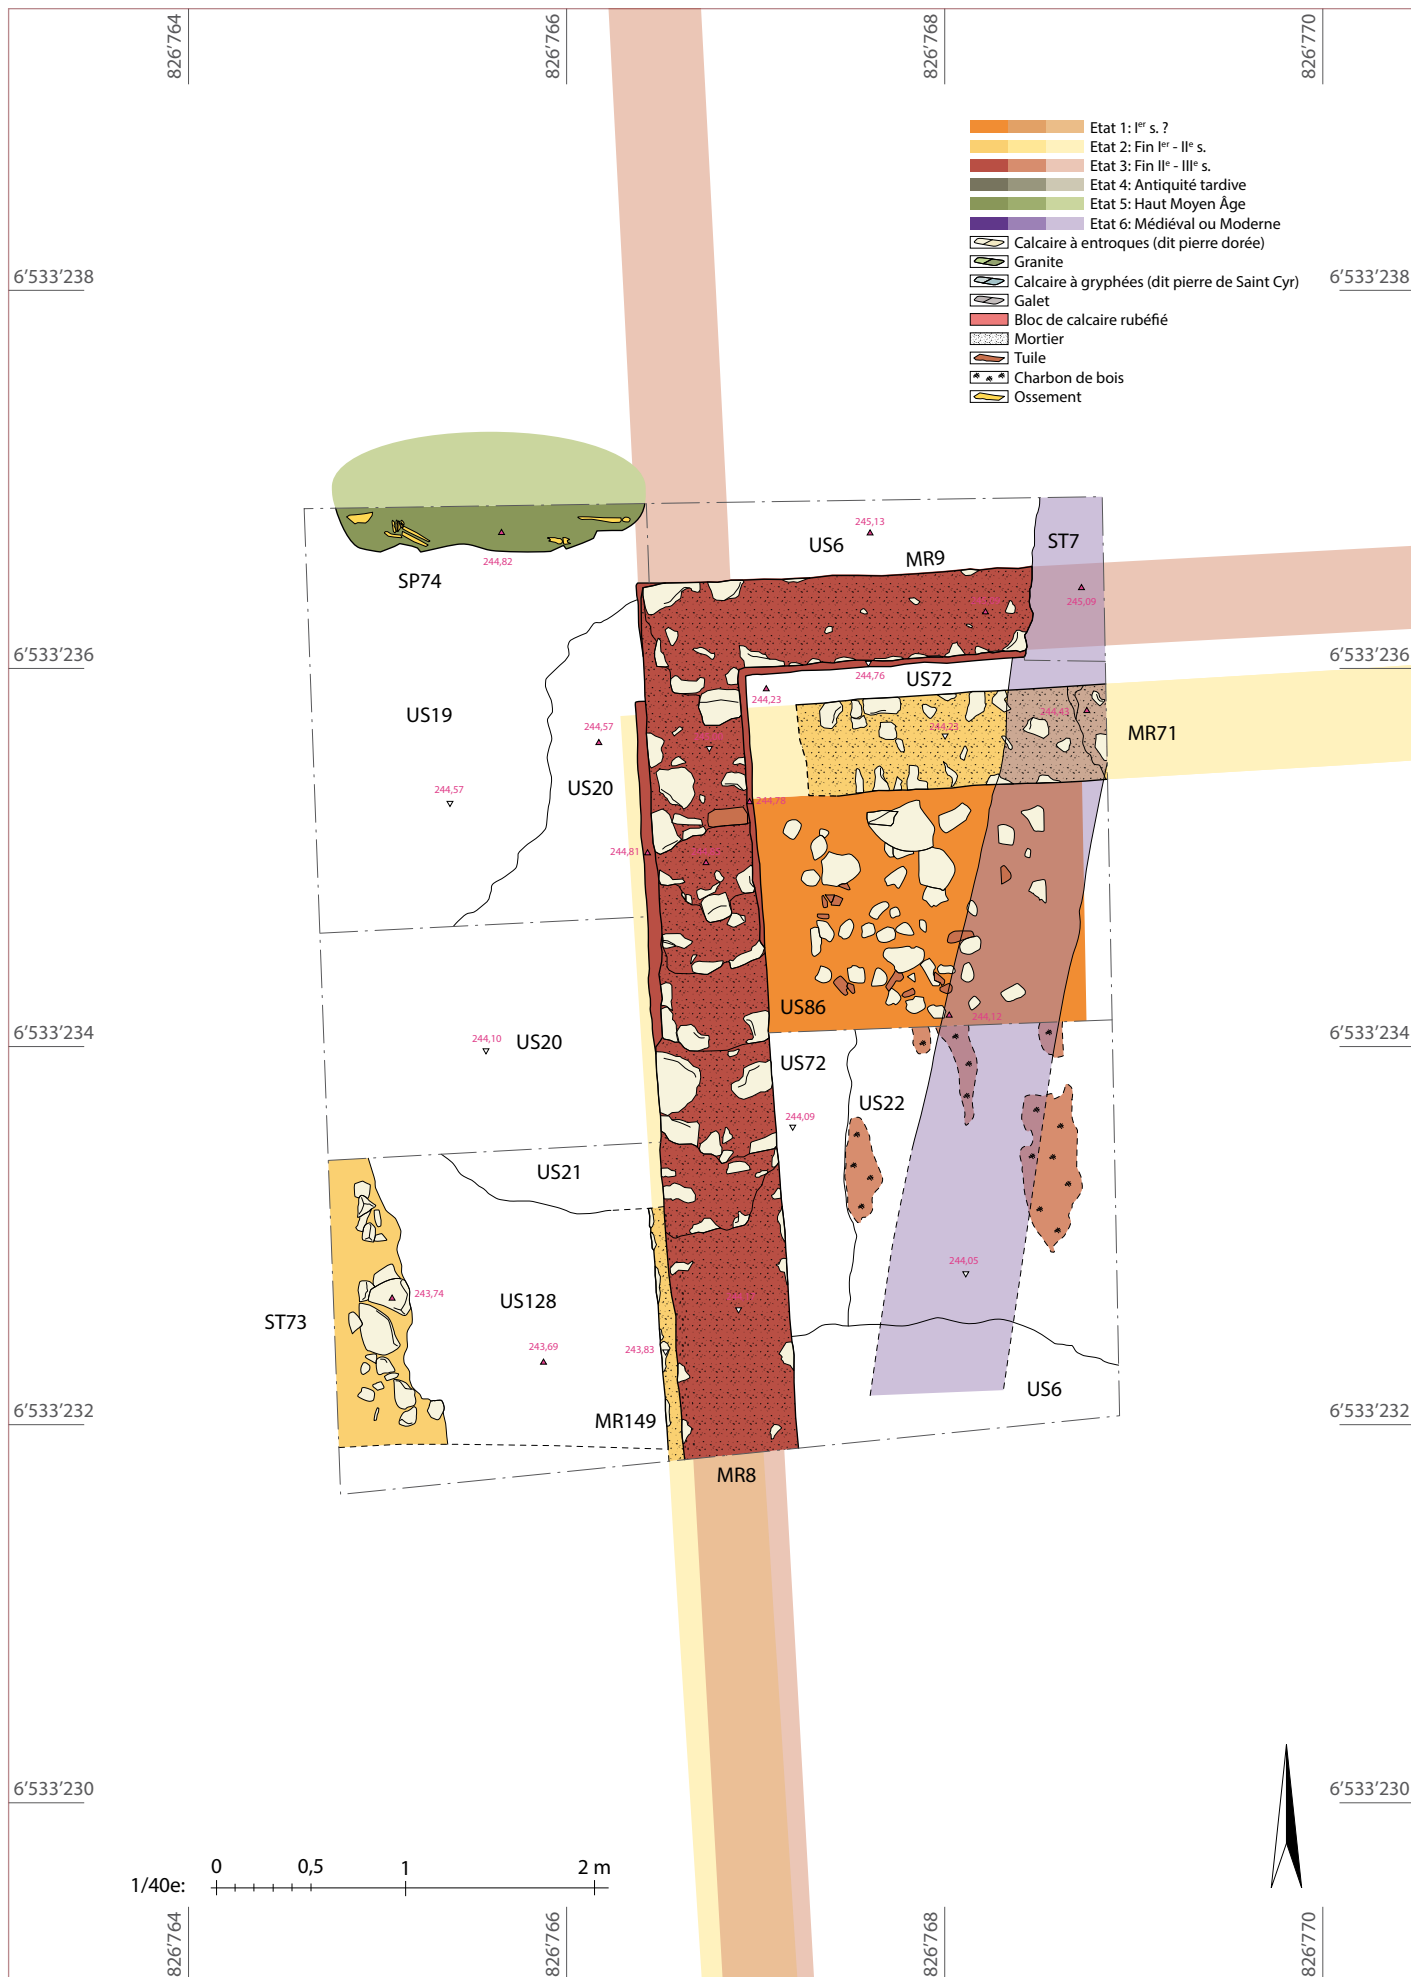 826’764
826’766
826’768
826’770
Etat 1: Iᵉʳ s. ?
Etat 2: Fin Iᵉʳ - IIᵉ s.
Etat 3: Fin IIᵉ - IIIᵉ s.
Etat 4: Antiquité tardive
Etat 5: Haut Moyen Âge
Etat 6: Médiéval ou Moderne
Calcaire à entroques (dit pierre dorée)
Granite
Calcaire à gryphées (dit pierre de Saint Cyr)
Galet
Bloc de calcaire rubéfié
Mortier
Tuile
Charbon de bois
Ossement
6’533’238
6’533’238
245,13
US6
ST7
MR9
244,82
SP74
245,09
6’533’236
6’533’236
244,76
US72
244,23
244,43
US19
244,57
244,23
MR71
US20
244,57
244,78
244,81
US86
244,12
6’533’234
6’533’234
244,10
US20
US72
US22
244,09
US21
244,05
243,74
US128
ST73
243,69
243,83
US6
MR149
6’533’232
6’533’232
MR8
6’533’230
6’533’230
0
0,5
1
2 m
1/40e:
826’764
826’766
826’768
826’770